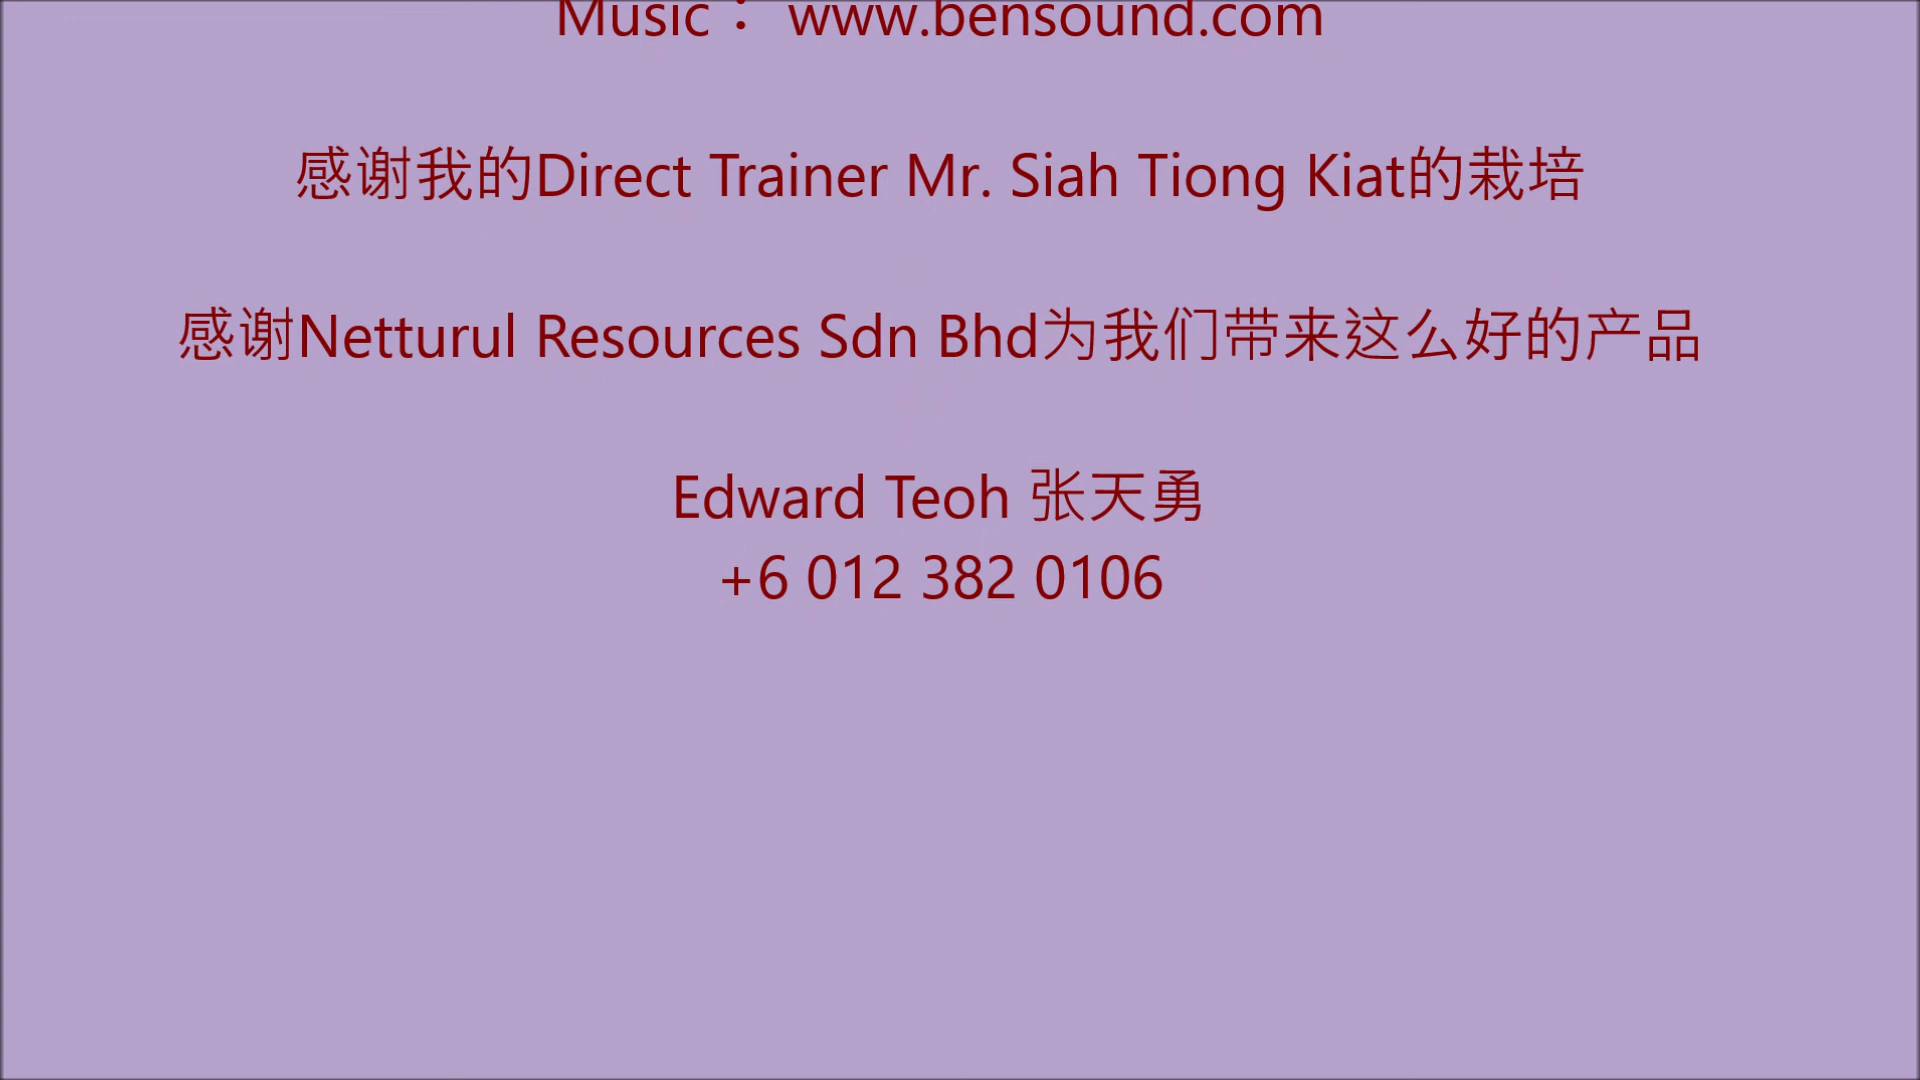 Music： www.bensound.com
感谢我的Direct Trainer Mr. Siah Tiong Kiat的栽培
感谢Netturul Resources Sdn Bhd为我们带来这么好的产品
Edward Teoh 张天勇
+6 012 382 0106